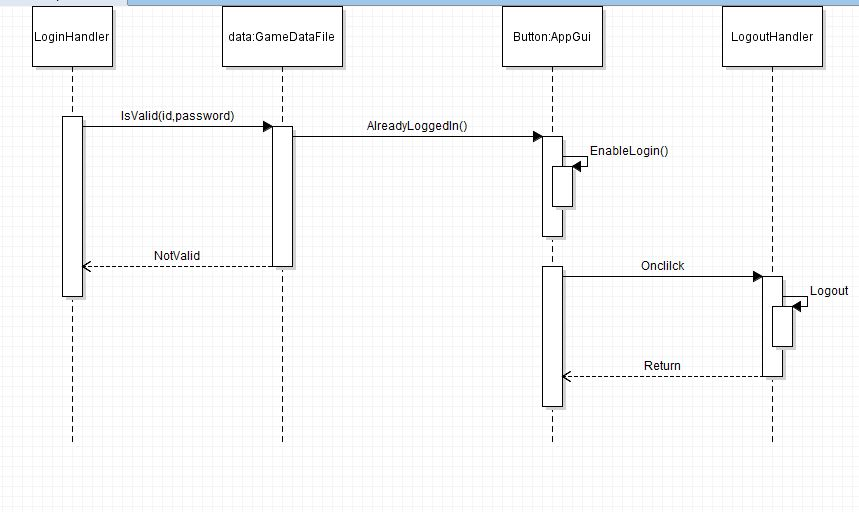 LoginHandler
data:GameDataFile
Button:AppGui
LogoutHandler
IsValid(id,password)
AlreadyLoggedIn()
EnableLogin()
NotValid
Onclilck
Logout
Return